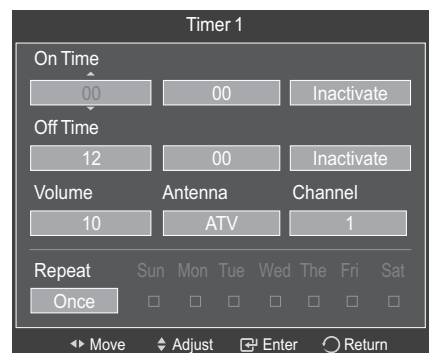 Timer 1
On Time
00 00 Inactivate
Off Time
12 00 Inactivate
Volume Antenna Channel
10 ATV 1
Repeat Sun Mon Tue Wed The Fri Sat
Once
Move Adjust Enter Return